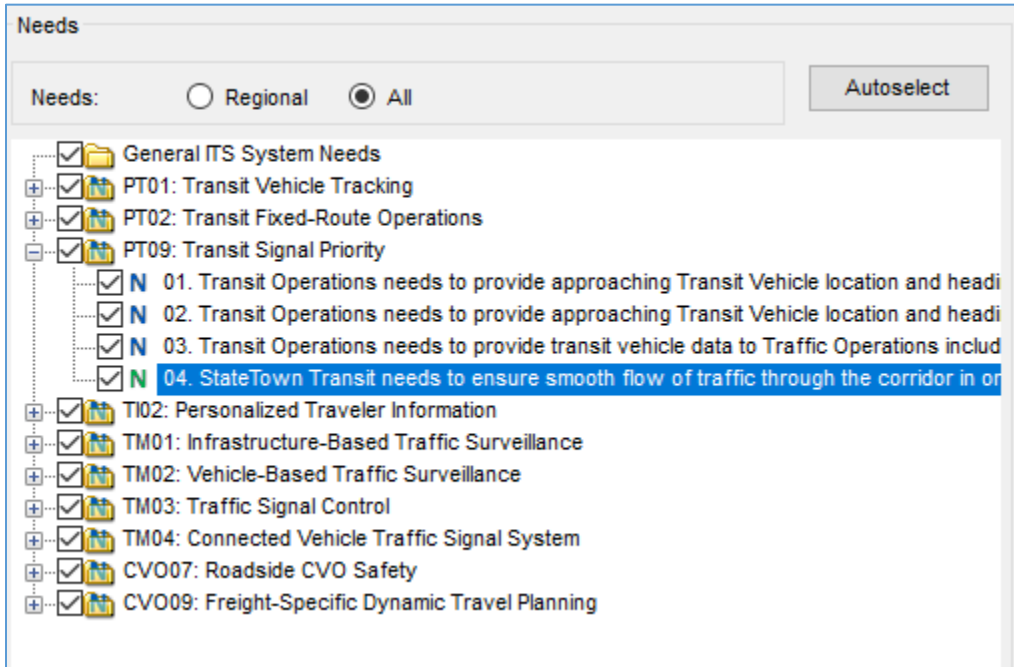 Needs
Needs: Regional All Autoselect
General ITS System Needs
PT01: Transit Vehicle Tracking
PT02: Transit Fixed-Route Operations
PT09: Transit Signal Priority
N 01. Transit Operations needs to provide approaching Transit Vehicle location and headi
N 02. Transit Operations needs to provide approaching Transit Vehicle location and headi
N 03. Transit Operations needs to provide transit vehicle data to Traffic Operations includ
N 04. StateTown Transit needs to ensure smooth flow of traffic through the corridor in or
TI02: Personalized Traveler Information
TM01: Infrastructure-Based Traffic Surveillance
TM02: Vehicle-Based Traffic Surveillance
TM03: Traffic Signal Control
TM04: Connected Vehicle Traffic Signal System
CVO07: Roadside CVO Safety
CVO09: Freight-Specific Dynamic Travel Planning